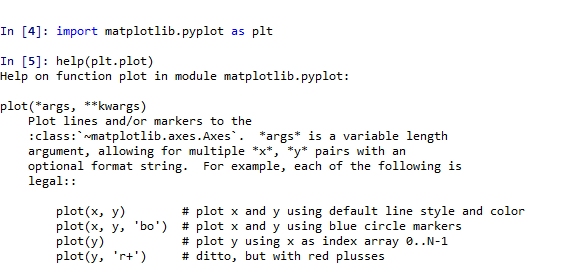 In [4]: import matplotlib.pyplot as plt
In [5]: help(plt.plot)
Help on function plot in module matplotlib.pyplot:
plot(*args, **kwargs)
    Plot lines and/or markers to the
    :class:`~matplotlib.axes.Axes`.  *args* is a variable length
    argument, allowing for multiple *x*, *y* pairs with an
    optional format string.  For example, each of the following is
    legal::
        plot(x, y)        # plot x and y using default line style and color
        plot(x, y, 'bo')  # plot x and y using blue circle markers
        plot(y)           # plot y using x as index array 0..N-1
        plot(y, 'r+')     # ditto, but with red plusses